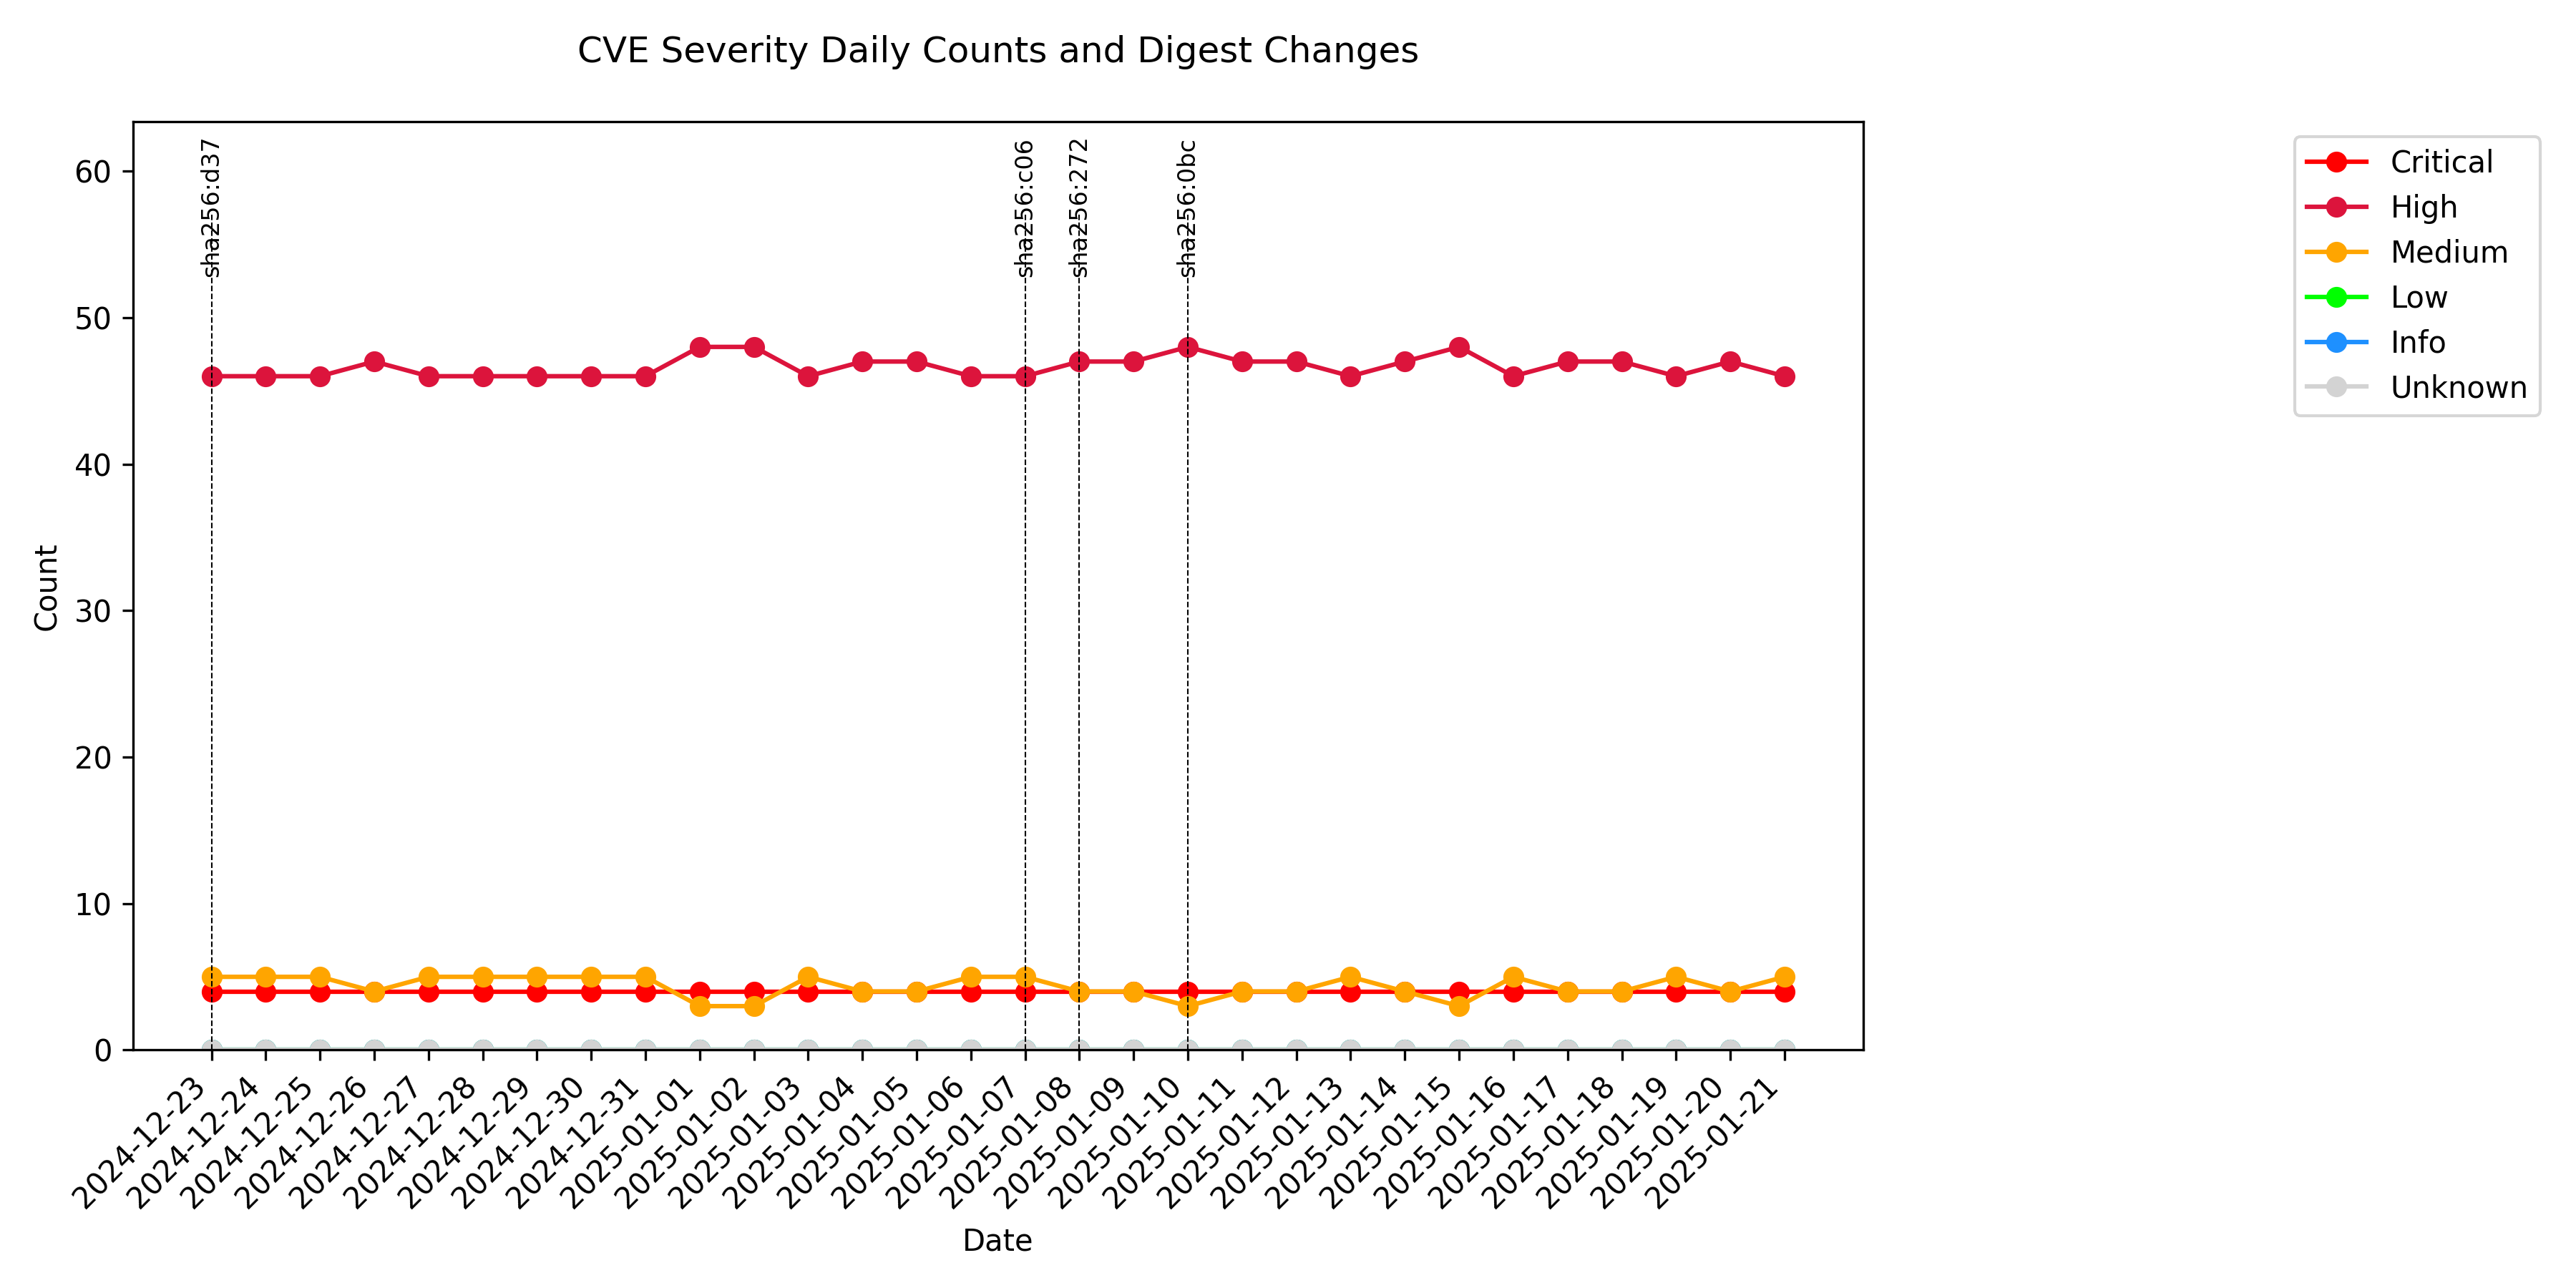 CVE Severity Daily Counts and Digest Changes
sha256:d37
sha256:c06
sha256:272
sha256:0bc
Critical
High
Medium
Low
Info
Unknown
Count
60
50
40
30
20
10
0
2024-12-23
2024-12-24
2024-12-25
2024-12-26
2024-12-27
2024-12-28
2024-12-29
2024-12-30
2024-12-31
2025-01-01
2025-01-02
2025-01-03
2025-01-04
2025-01-05
2025-01-06
2025-01-07
2025-01-08
2025-01-09
2025-01-10
2025-01-11
2025-01-12
2025-01-13
2025-01-14
2025-01-15
2025-01-16
2025-01-17
2025-01-18
2025-01-19
2025-01-20
2025-01-21
Date